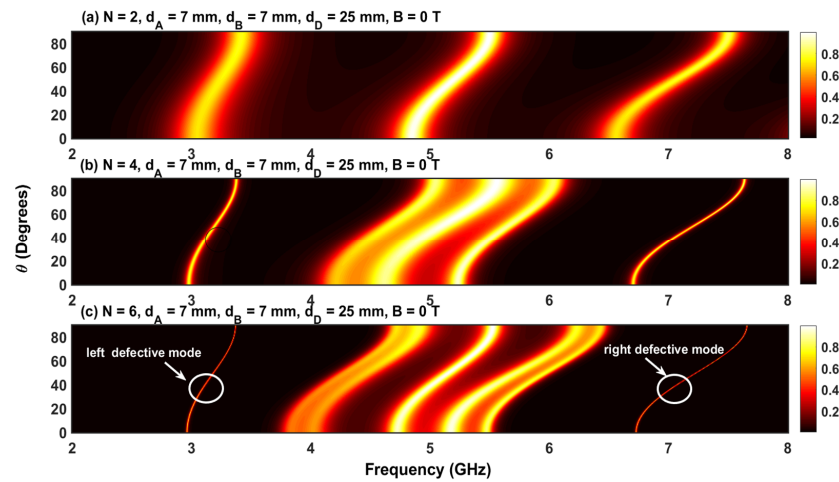 (a) N = 2, d_A = 7 mm, d_B = 7 mm, d_D = 25 mm, B = 0 T
80
60
40
20
0
0.8
0.6
0.4
0.2
2 3 4 5 6 7 8
(b) N = 4, d_A = 7 mm, d_B = 7 mm, d_D = 25 mm, B = 0 T
80
60
40
20
0
0.8
0.6
0.4
0.2
θ (Degrees)
2 3 4 5 6 7 8
(c) N = 6, d_A = 7 mm, d_B = 7 mm, d_D = 25 mm, B = 0 T
80
60
40
20
0
left defective mode
right defective mode
0.8
0.6
0.4
0.2
2 3 4 5 6 7 8
Frequency (GHz)